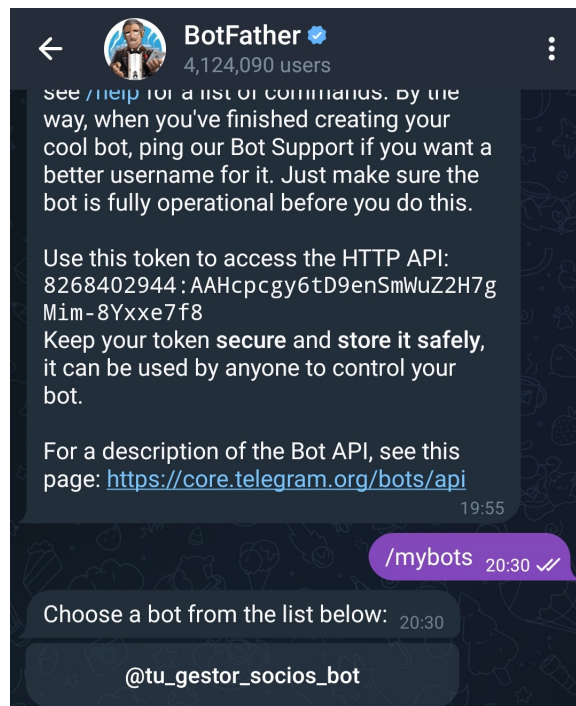 BotFather
4,124,090 users
see /help for a list of commands. By the
way, when you've finished creating your
cool bot, ping our Bot Support if you want a
better username for it. Just make sure the
bot is fully operational before you do this.
Use this token to access the HTTP API:
8268402944:AAHcpcgy6tD9enSmWuZ2H7g
Mim-8Yxxe7f8
Keep your token secure and store it safely,
it can be used by anyone to control your
bot.
For a description of the Bot API, see this
page: https://core.telegram.org/bots/api
19:55
/mybots 20:30
Choose a bot from the list below: 20:30
@tu_gestor_socios_bot